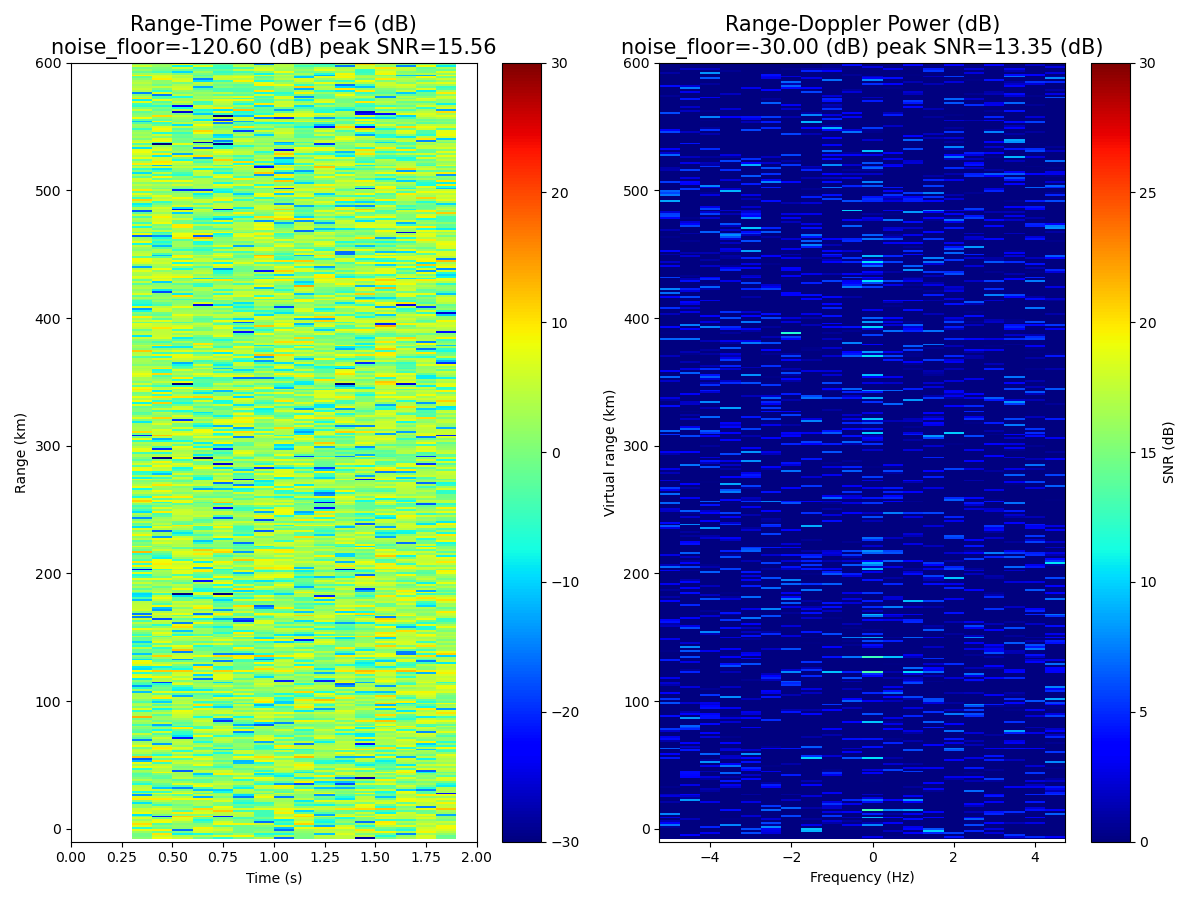 Range-Time Power f=6 (dB)
noise_floor=-120.60 (dB) peak SNR=15.56
Range (km)
600
500
400
300
200
100
0
0.00 0.25 0.50 0.75 1.00 1.25 1.50 1.75 2.00
Time (s)
30
20
10
0
−10
−20
−30
Range-Doppler Power (dB)
noise_floor=-30.00 (dB) peak SNR=13.35 (dB)
Virtual range (km)
600
500
400
300
200
100
0
−4 −2 0 2 4
Frequency (Hz)
30
25
20
15
10
5
0
SNR (dB)